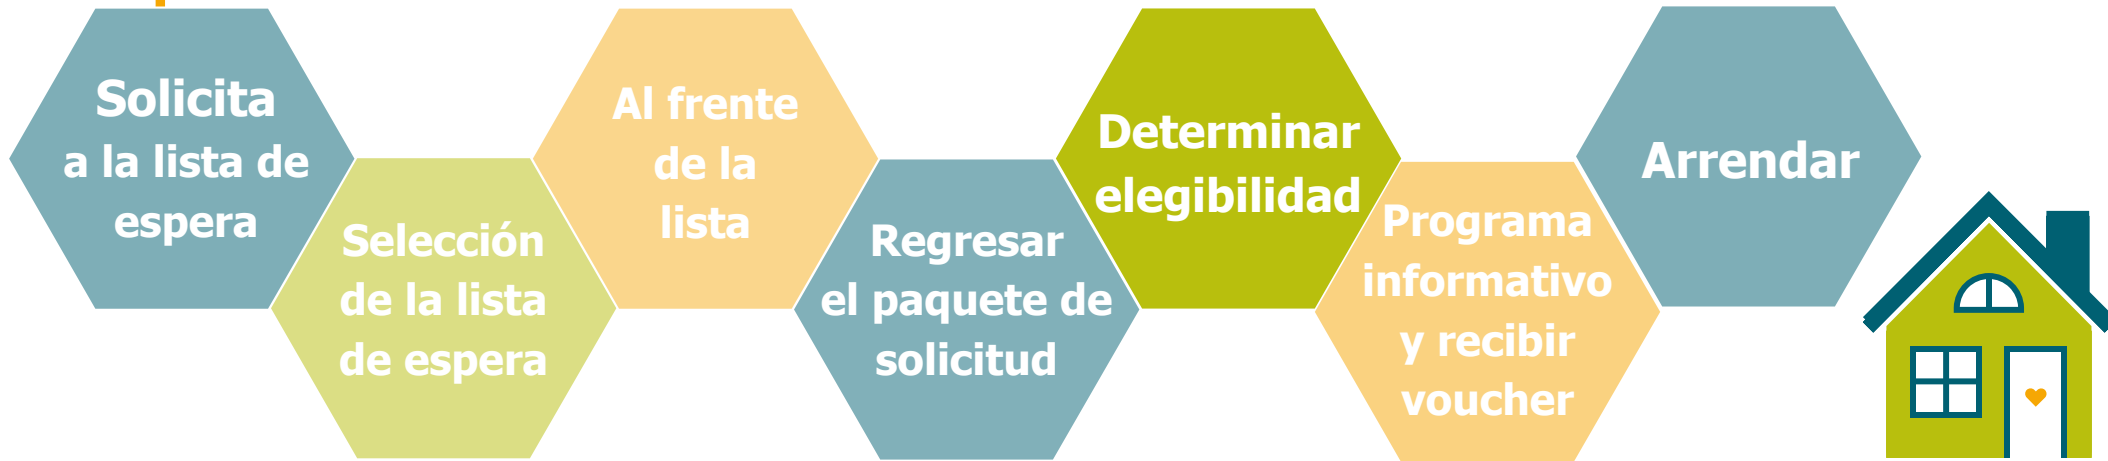 Solicita
a la lista de
espera
Selección
de la lista
de espera
Al frente
de la
lista
Regresar
el paquete de
solicitud
Determinar
elegibilidad
Programa
informativo
y recibir
voucher
Arrendar